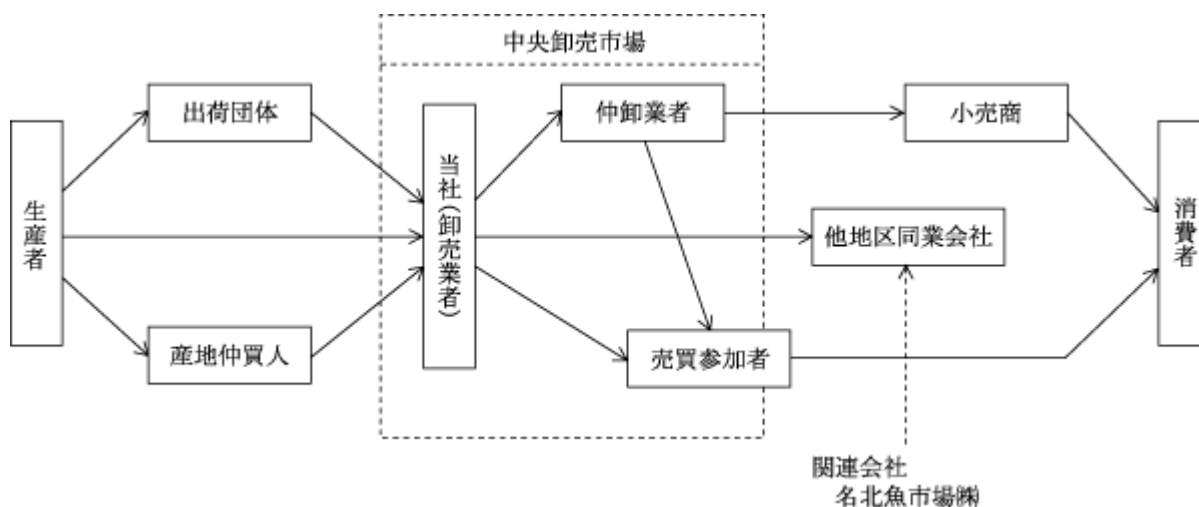 中央卸売市場
出荷団体
仲卸業者
小売商
生産者
当社(卸売業者)
他地区同業会社
消費者
産地仲買人
売買参加者
関連会社
名北魚市場㈱